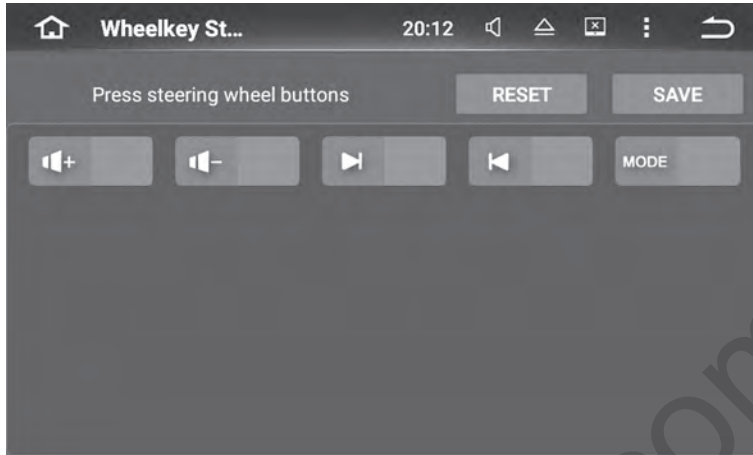 Wheelkey St... 20:12
Press steering wheel buttons RESET SAVE
+ - MODE